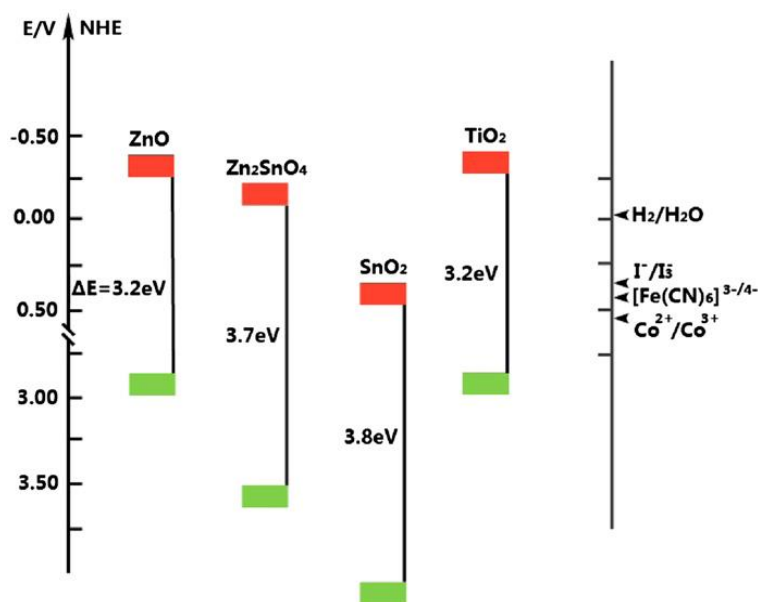 E/V NHE
-0.50
0.00
0.50
3.00
3.50
ZnO
ΔE=3.2eV
Zn₂SnO₄
3.7eV
SnO₂
3.8eV
TiO₂
3.2eV
H₂/H₂O
I⁻/I₃⁻
[Fe(CN)₆]³⁻/⁴⁻
Co²⁺/Co³⁺